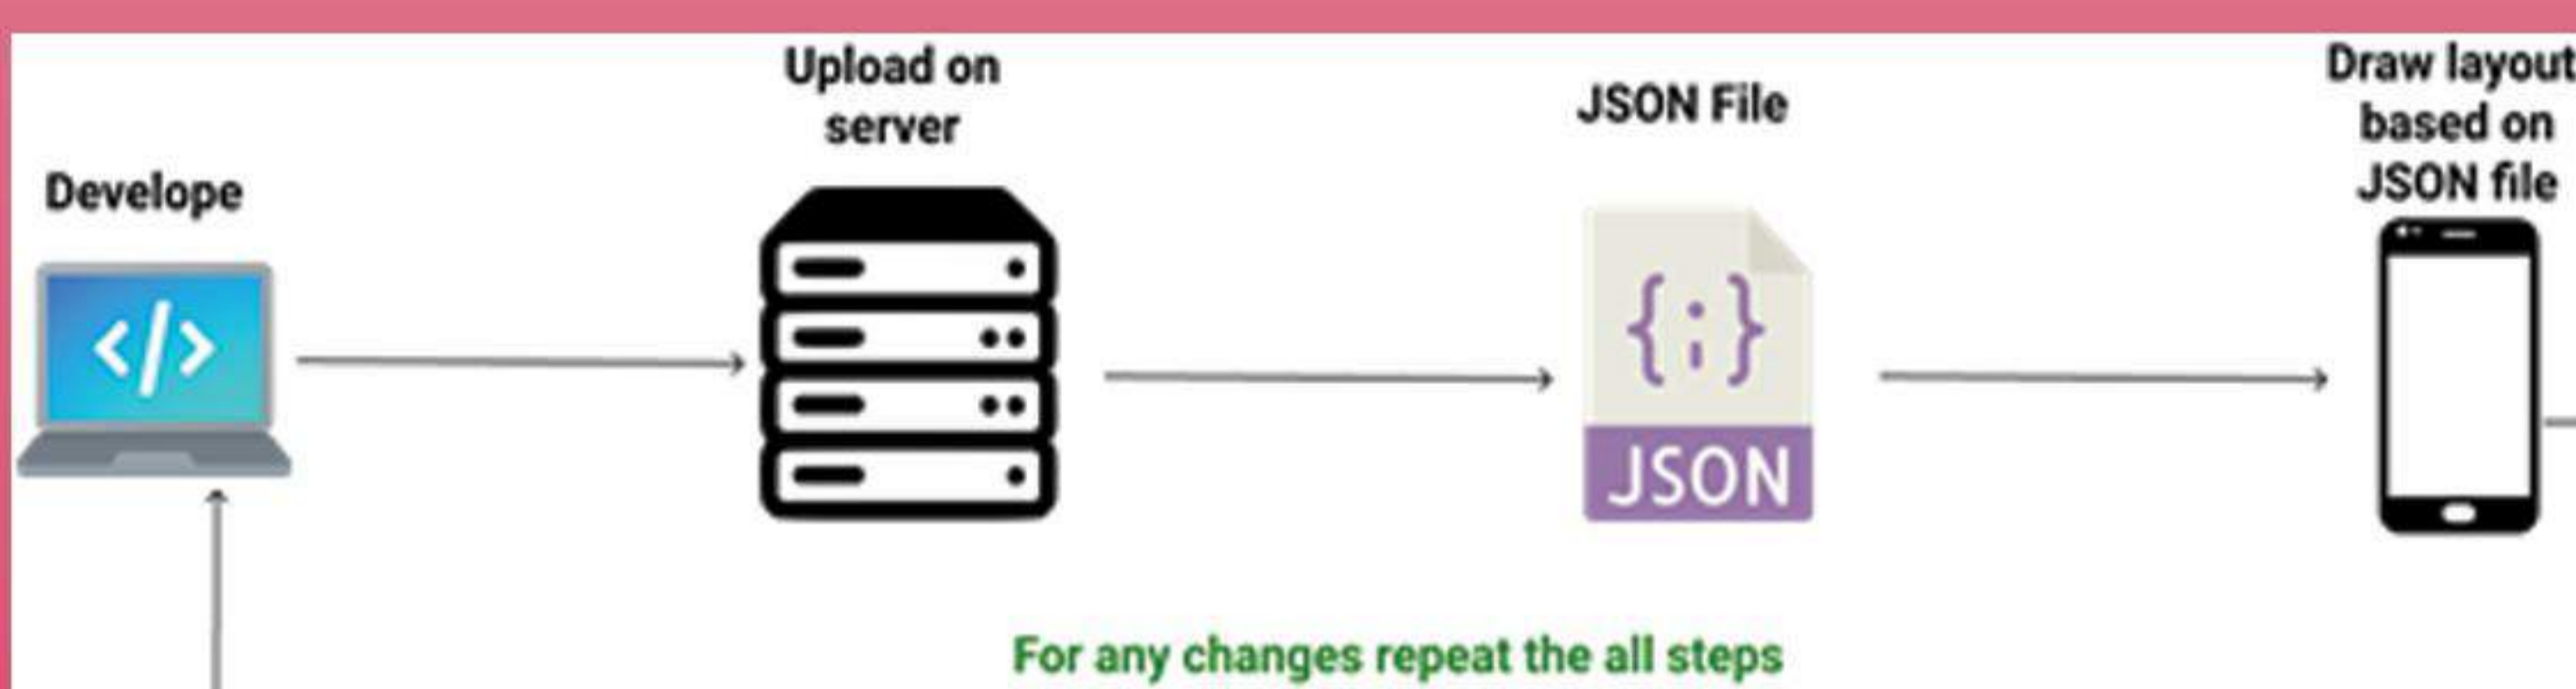 Develope
</>
Upload on
server
JSON File
{;}
JSON
Draw layout
based on
JSON file
For any changes repeat the all steps